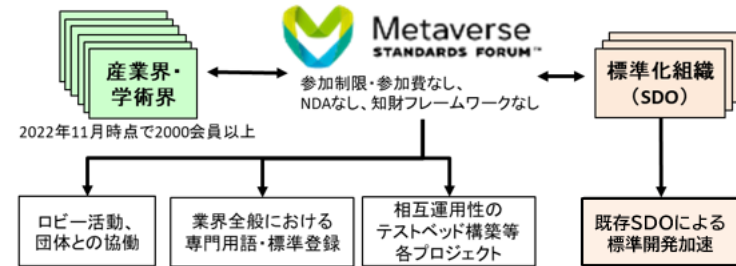 産業界・
学術界
2022年11月時点で2000会員以上
Metaverse
STANDARDS FORUM™
参加制限・参加費なし、
NDAなし、知財フレームワークなし
標準化組織
（SDO）
ロビー活動、
団体との協働
業界全般における
専門用語・標準登録
相互運用性の
テストベッド構築等
各プロジェクト
既存SDOによる
標準開発加速